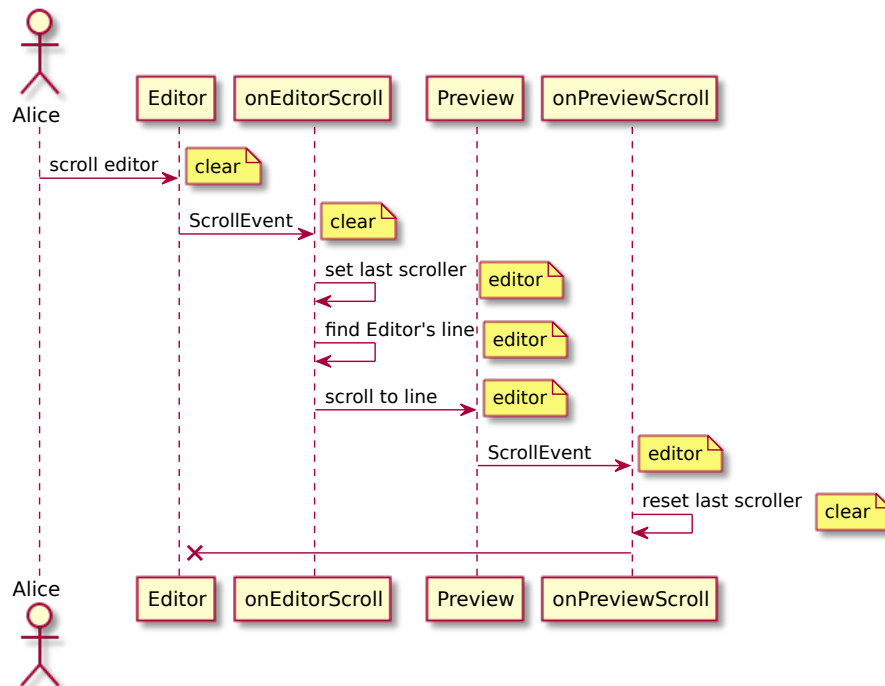 Alice
Editor
onEditorScroll
Preview
onPreviewScroll
scroll editor
clear
ScrollEvent
clear
set last scroller
editor
find Editor's line
editor
scroll to line
editor
ScrollEvent
editor
reset last scroller
clear
Alice
Editor
onEditorScroll
Preview
onPreviewScroll